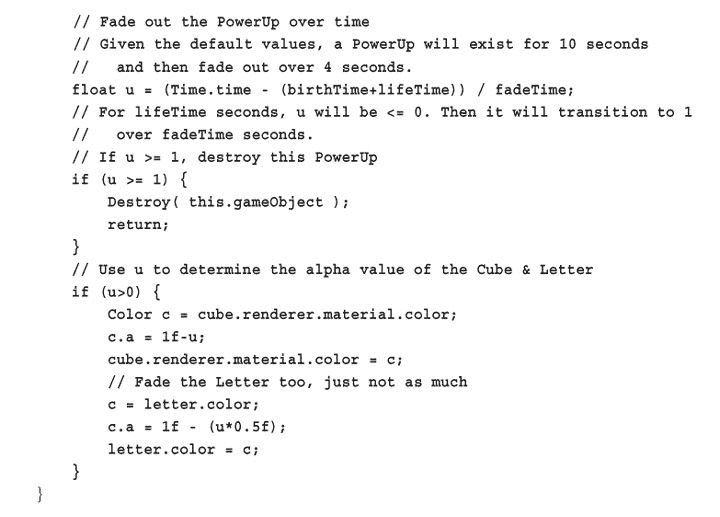 // Fade out the PowerUp over time
// Given the default values, a PowerUp will exist for 10 seconds
//   and then fade out over 4 seconds.
float u = (Time.time - (birthTime+lifeTime)) / fadeTime;
// For lifeTime seconds, u will be <= 0. Then it will transition to 1
//   over fadeTime seconds.
// If u >= 1, destroy this PowerUp
if (u >= 1) {
    Destroy( this.gameObject );
    return;
}
// Use u to determine the alpha value of the Cube & Letter
if (u>0) {
    Color c = cube.renderer.material.color;
    c.a = 1f-u;
    cube.renderer.material.color = c;
    // Fade the Letter too, just not as much
    c = letter.color;
    c.a = 1f - (u*0.5f);
    letter.color = c;
}
}